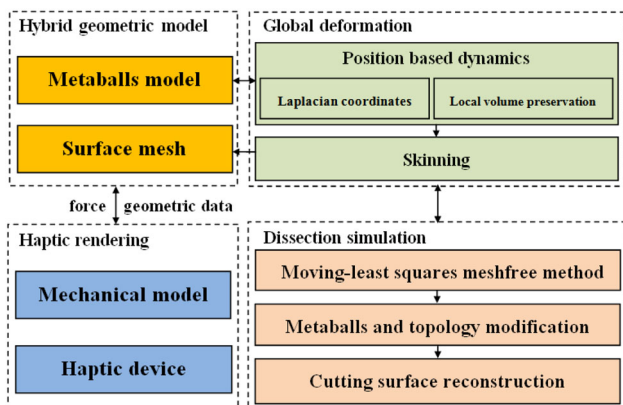 Hybrid geometric model
Metaballs model
Surface mesh
Global deformation
Position based dynamics
Laplacian coordinates
Local volume preservation
Skinning
force geometric data
Haptic rendering
Mechanical model
Haptic device
Dissection simulation
Moving-least squares meshfree method
Metaballs and topology modification
Cutting surface reconstruction